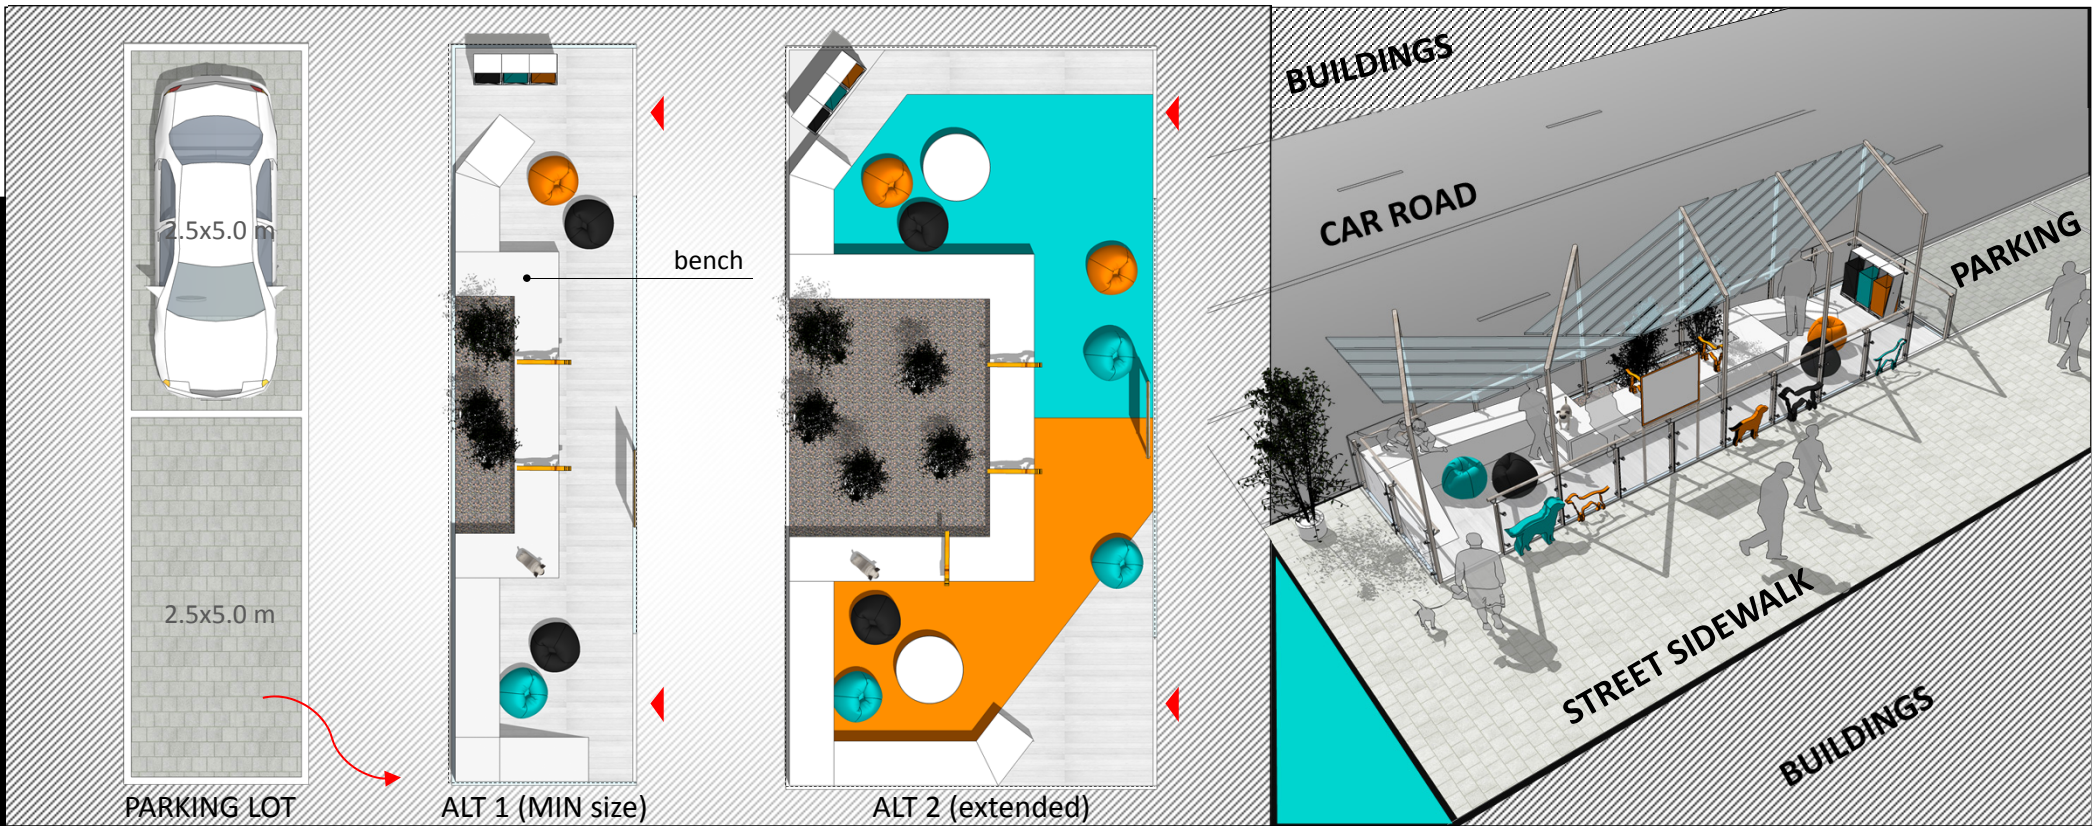 2.5x5.0 m
2.5x5.0 m
PARKING LOT
bench
ALT 1 (MIN size)
ALT 2 (extended)
BUILDINGS
CAR ROAD
PARKING
STREET SIDEWALK
BUILDINGS